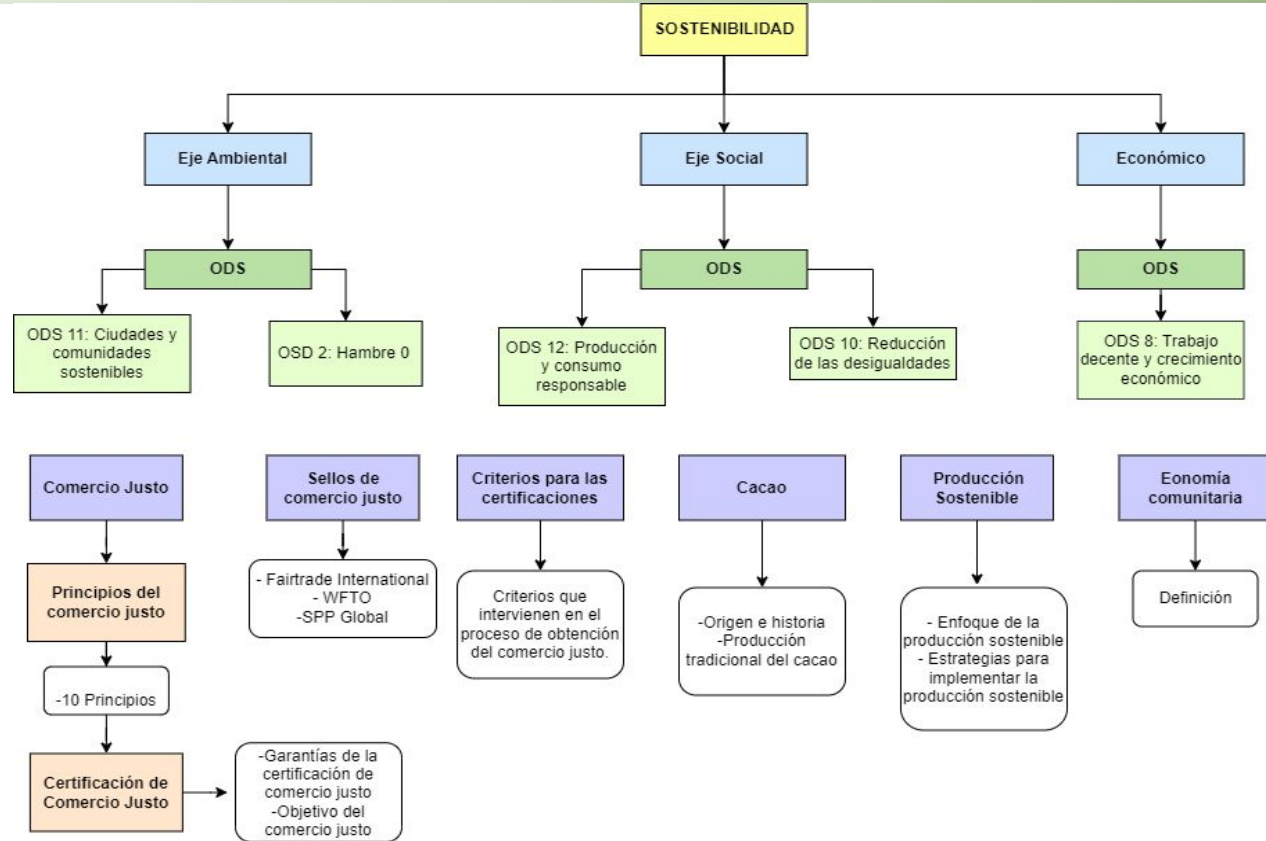 SOSTENIBILIDAD
Eje Ambiental
Eje Social
Económico
ODS
ODS
ODS
ODS 11: Ciudades y
comunidades
sostenibles
OSD 2: Hambre 0
ODS 12: Producción
y consumo
responsable
ODS 10: Reducción
de las desigualdades
ODS 8: Trabajo
decente y crecimiento
económico
Comercio Justo
Sellos de
comercio justo
Criterios para las
certificaciones
Cacao
Producción
Sostenible
Eonomía
comunitaria
Principios del
comercio justo
- Fairtrade International
- WFTO
-SPP Global
Criterios que
intervienen en el
proceso de obtención
del comercio justo.
-Origen e historia
-Producción
tradicional del cacao
- Enfoque de la
producción sostenible
- Estrategias para
implementar la
producción sostenible
Definición
-10 Principios
Certificación de
Comercio Justo
-Garantías de la
certificación de
comercio justo
-Objetivo del
comercio justo